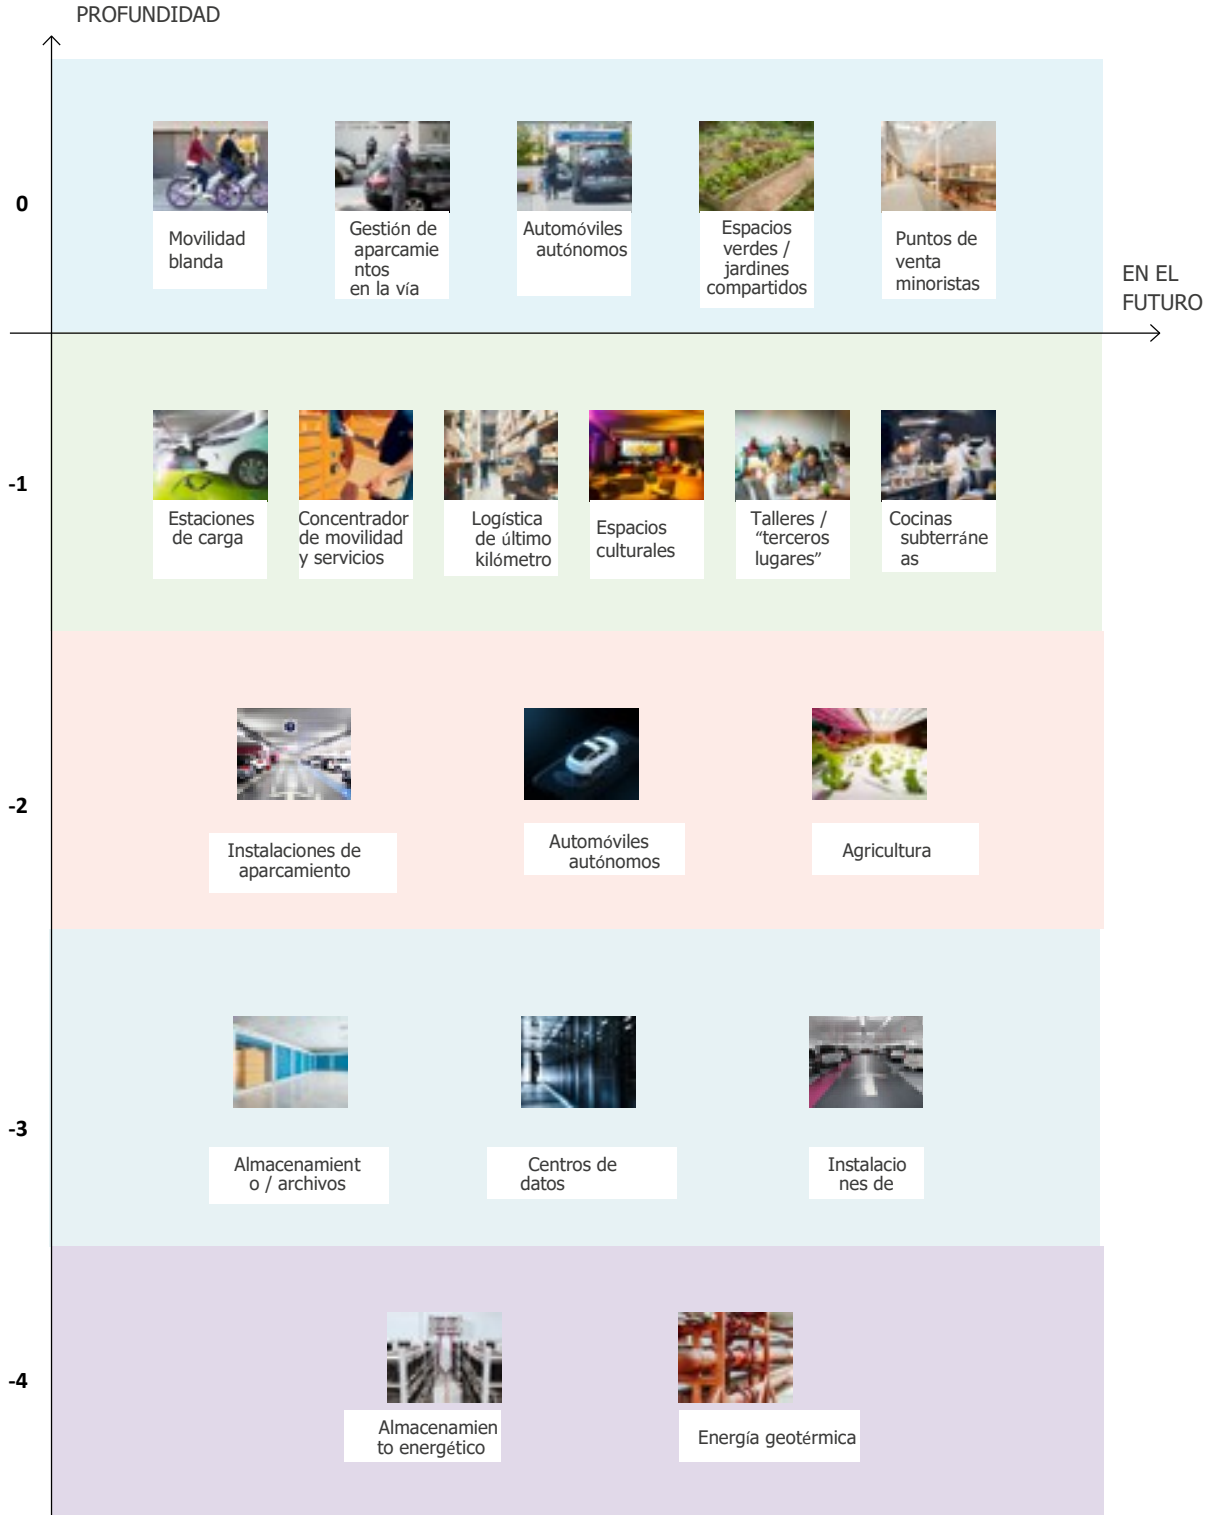 PROFUNDIDAD
0
Movilidad
blanda
Gestión de
aparcamie
ntos
en la vía
Automóviles
autónomos
Espacios
verdes /
jardines
compartidos
Puntos de
venta
minoristas
EN EL
FUTURO
-1
Estaciones
de carga
Concentrador
de movilidad
y servicios
Logística
de último
kilómetro
Espacios
culturales
Talleres /
“terceros
lugares”
Cocinas
subterráne
as
-2
Instalaciones de
aparcamiento
Automóviles
autónomos
Agricultura
-3
Almacenamient
o / archivos
Centros de
datos
Instalacio
nes de
-4
Almacenamien
to energético
Energía geotérmica